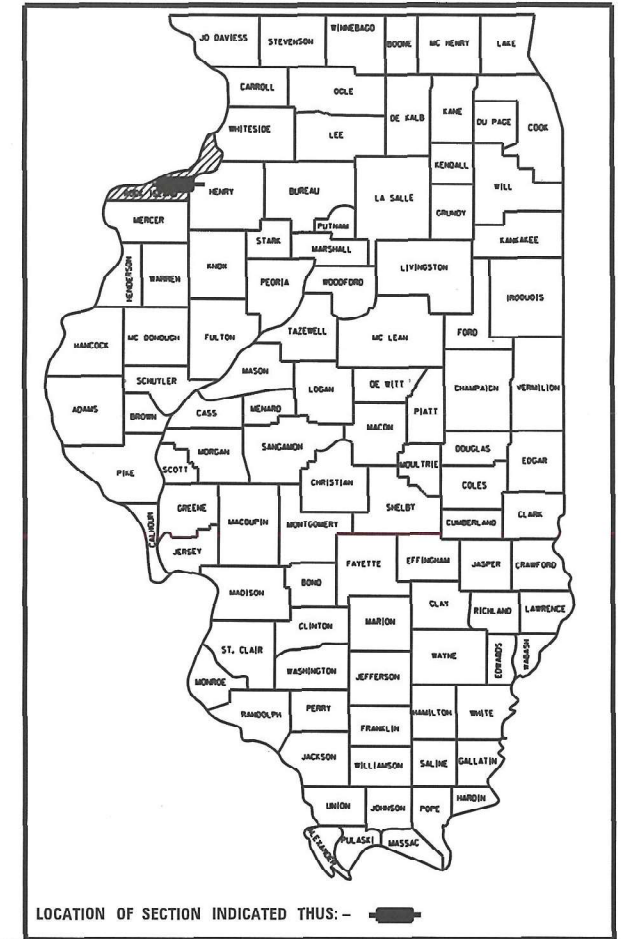 JO DAVIESS
STEVENSON
WINNEBAGO
BOONE
MC HENRY
LAKE
CARROLL
OGLE
DE KALB
KANE
DU PAGE
COOK
WHITESIDE
LEE
KENDALL
WILL
HENRY
BUREAU
LA SALLE
GRUNDY
MERCER
PUTNAM
STARK
MARSHALL
KANKAKEE
HENDERSON
WARREN
KNOX
PEORIA
WOODFORD
LIVINGSTON
IROQUOIS
HANCOCK
MC DONOUGH
FULTON
TAZEWELL
MC LEAN
FORD
MASON
SCHUYLER
LOGAN
DE WITT
CHAMPAIGN
VERMILION
ADAMS
BROWN
CASS
MENARD
PIATT
MACON
MORGAN
SANGAMON
DOUGLAS
EDGAR
PIKE
SCOTT
CHRISTIAN
MOULTRIE
COLES
GREENE
MACOUPIN
MONTGOMERY
SHELBY
CUMBERLAND
CLARK
CALHOUN
JERSEY
FAYETTE
EFFINGHAM
JASPER
CRAWFORD
MADISON
BOND
CLAY
RICHLAND
LAWRENCE
CLINTON
MARION
ST. CLAIR
WAYNE
EDWARDS
WABASH
WASHINGTON
JEFFERSON
MONROE
RANDOLPH
PERRY
HAMILTON
WHITE
FRANKLIN
JACKSON
WILLIAMSON
SALINE
GALLATIN
UNION
JOHNSON
POPE
HARDIN
ALEXANDER
PULASKI
MASSAC
LOCATION OF SECTION INDICATED THUS: –